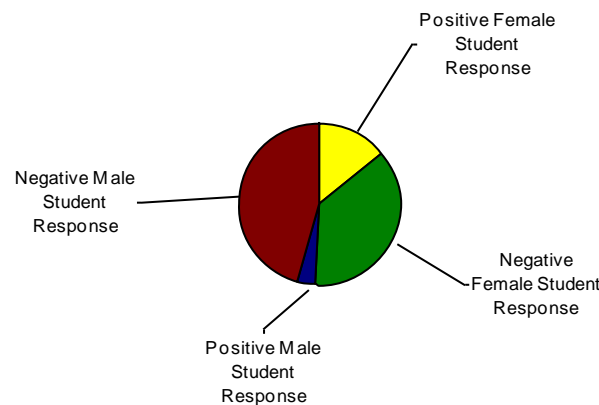 Positive Female
Student
Response
Negative Male
Student
Response
Negative
Female Student
Response
Positive Male
Student
Response